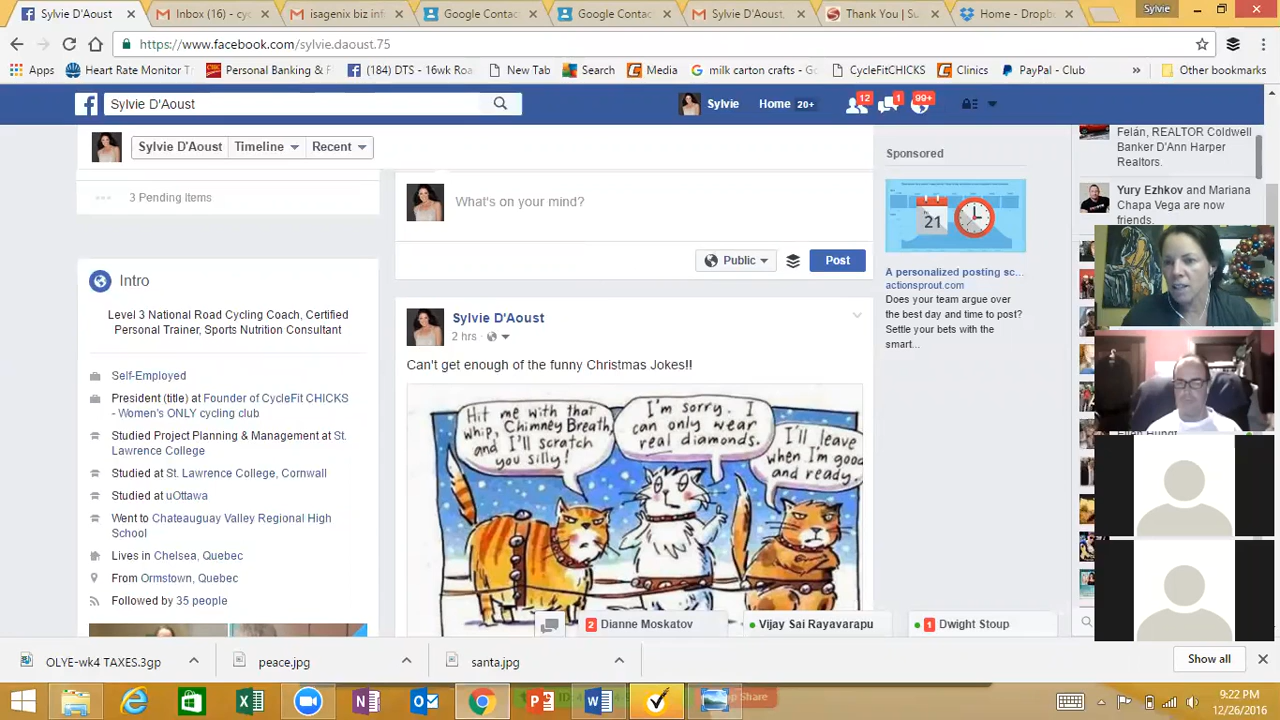 Sylvie D'Aoust
Inbox (16) - cyc
isagenix biz inf
Google Contac
Google Contac
Sylvie D'Aoust,
Thank You | Su
Home - Dropbo
Sylvie
https://www.facebook.com/sylvie.daoust.75
Apps
Heart Rate Monitor T
CIBC
Personal Banking & F
(184) DTS - 16wk Roa
New Tab
Search
Media
milk carton crafts - Go
CycleFitCHICKS
Clinics
PayPal - Club
»
Other bookmarks
Sylvie D'Aoust
Sylvie
Home 20+
12
1
99+
Sylvie D'Aoust
Timeline
Recent
3 Pending Items
What's on your mind?
Public
Post
Intro
Level 3 National Road Cycling Coach, Certified
Personal Trainer, Sports Nutrition Consultant
Self-Employed
President (title) at Founder of CycleFit CHICKS
- Women's ONLY cycling club
Studied Project Planning & Management at St.
Lawrence College
Studied at St. Lawrence College, Cornwall
Studied at uOttawa
Went to Chateauguay Valley Regional High
School
Lives in Chelsea, Quebec
From Ormstown, Quebec
Followed by 35 people
Sylvie D'Aoust
2 hrs
Can't get enough of the funny Christmas Jokes!!
Hit me with that
whip, Chimney Breath,
and I'll scratch
you silly!
I'm sorry. I
can only wear
real diamonds.
I'll leave
when I'm good
and ready.
Sponsored
21
A personalized posting sc...
actionsprout.com
Does your team argue over
the best day and time to post?
Settle your bets with the
smart...
Felan, REALTOR Coldwell
Banker D'Ann Harper
Realtors.
Yury Ezhkov and Mariana
Chapa Vega are now
friends.
2 Dianne Moskatov
Vijay Sai Rayavarapu
1 Dwight Stoup
OLYE-wk4 TAXES.3gp
peace.jpg
santa.jpg
Show all
9:22 PM
12/26/2016